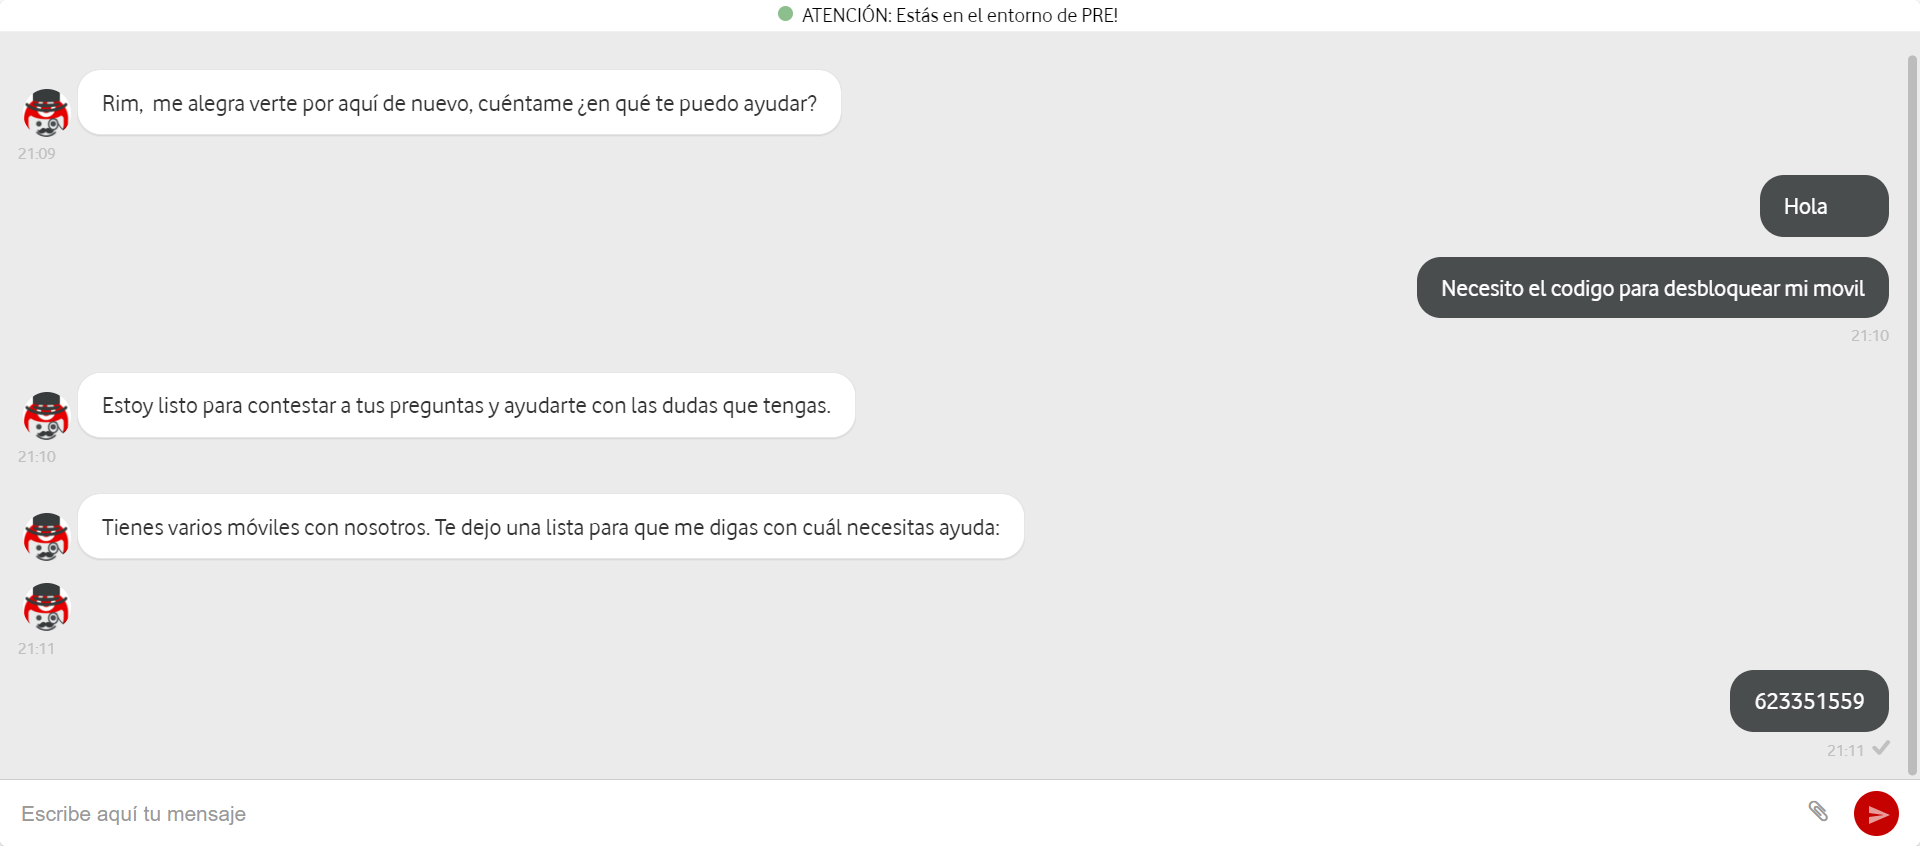 ATENCIÓN: Estás en el entorno de PRE!
Rim,  me alegra verte por aquí de nuevo, cuéntame ¿en qué te puedo ayudar?
21:09
Hola
Necesito el codigo para desbloquear mi movil
21:10
Estoy listo para contestar a tus preguntas y ayudarte con las dudas que tengas.
21:10
Tienes varios móviles con nosotros. Te dejo una lista para que me digas con cuál necesitas ayuda:
21:11
623351559
21:11
Escribe aquí tu mensaje